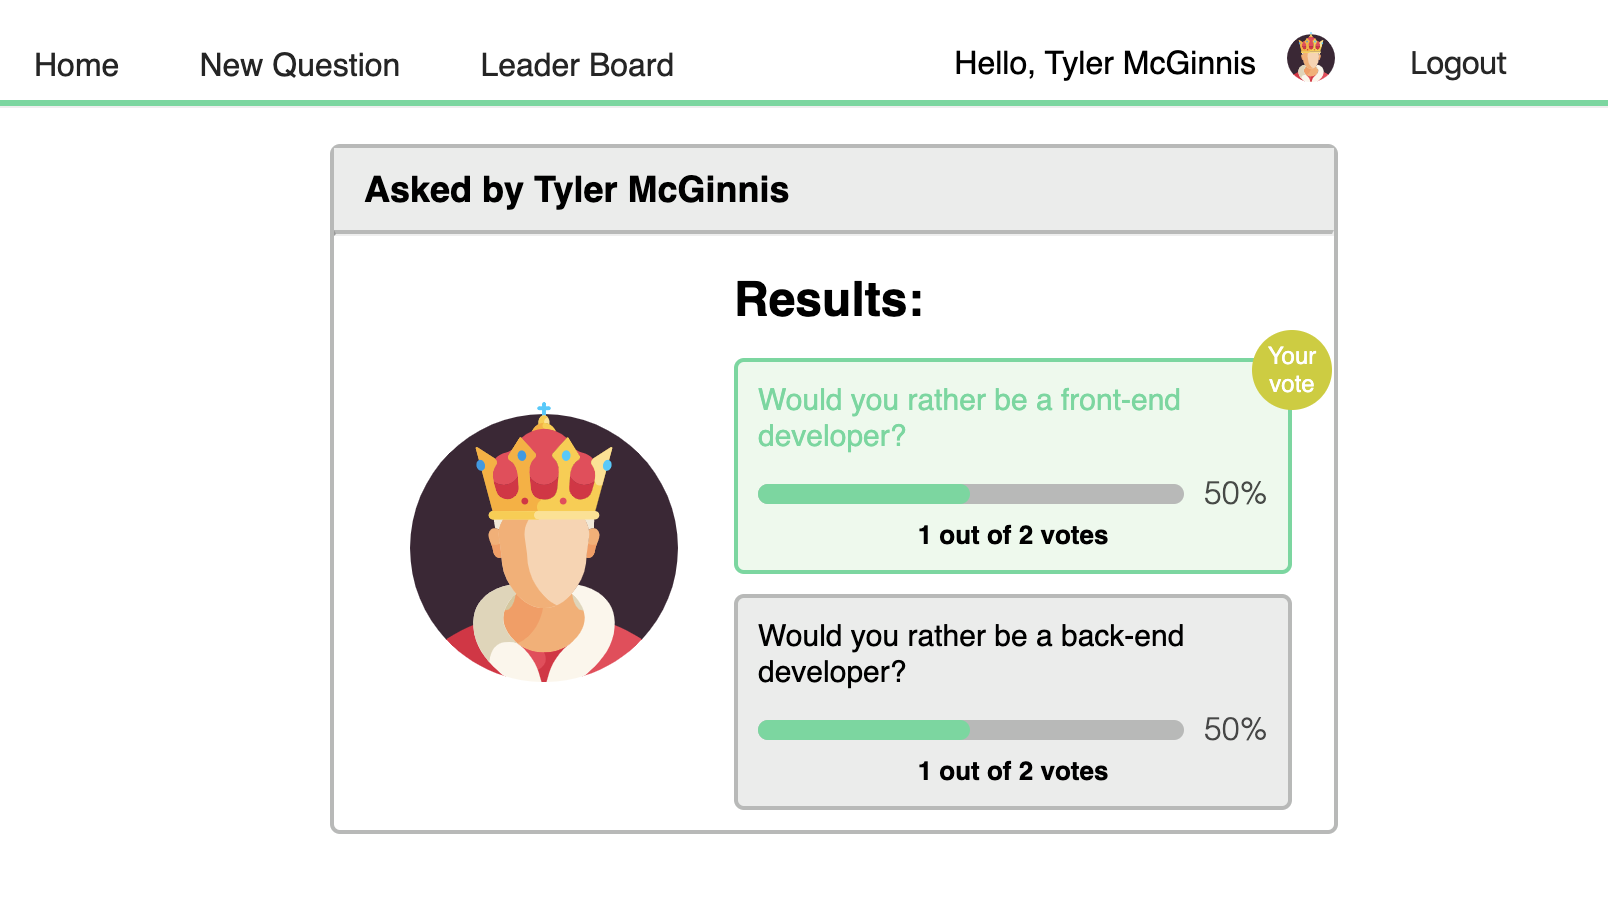 Home New Question Leader Board Hello, Tyler McGinnis Logout
Asked by Tyler McGinnis
Results:
Your
vote
Would you rather be a front-end
developer?
50%
1 out of 2 votes
Would you rather be a back-end
developer?
50%
1 out of 2 votes